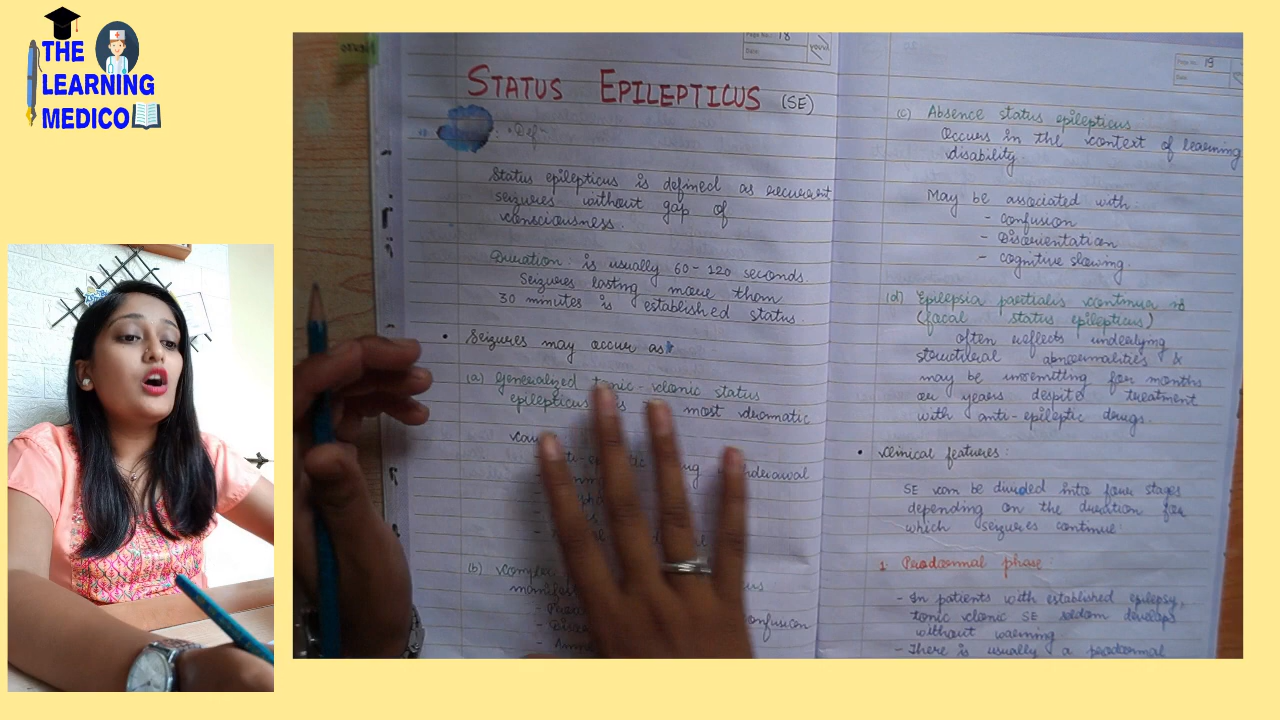 THE
LEARNING
MEDICO
Page No. 18
Date:
STATUS EPILEPTICUS (SE)
Def
Status epilepticus is defined as recurrent
seizures without gap of
consciousness.
Duration: is usually 60-120 seconds.
Seizures lasting more than
30 minutes is established status.
• Seizures may occur as
(a) Generalized tonic-clonic status
epilepticus most dramatic
withdrawal
(b)
confusion
Page No. 19
Date:
(c) Absence status epilepticus
Occurs in the context of learning
disability.
May be associated with:
- confusion
- Disorientation
- cognitive slowing.
(d) Epilepsia partialis continua
(focal status epilepticus)
often reflects underlying
structural abnormalities &
may be unremitting for months
or years despite treatment
with anti-epileptic drugs.
• Clinical features:
SE can be divided into four stages
depending on the duration for
which seizures continue:
1. Prodromal phase:
- In patients with established epilepsy,
tonic clonic SE seldom develops
without warning
- There is usually a prodromal